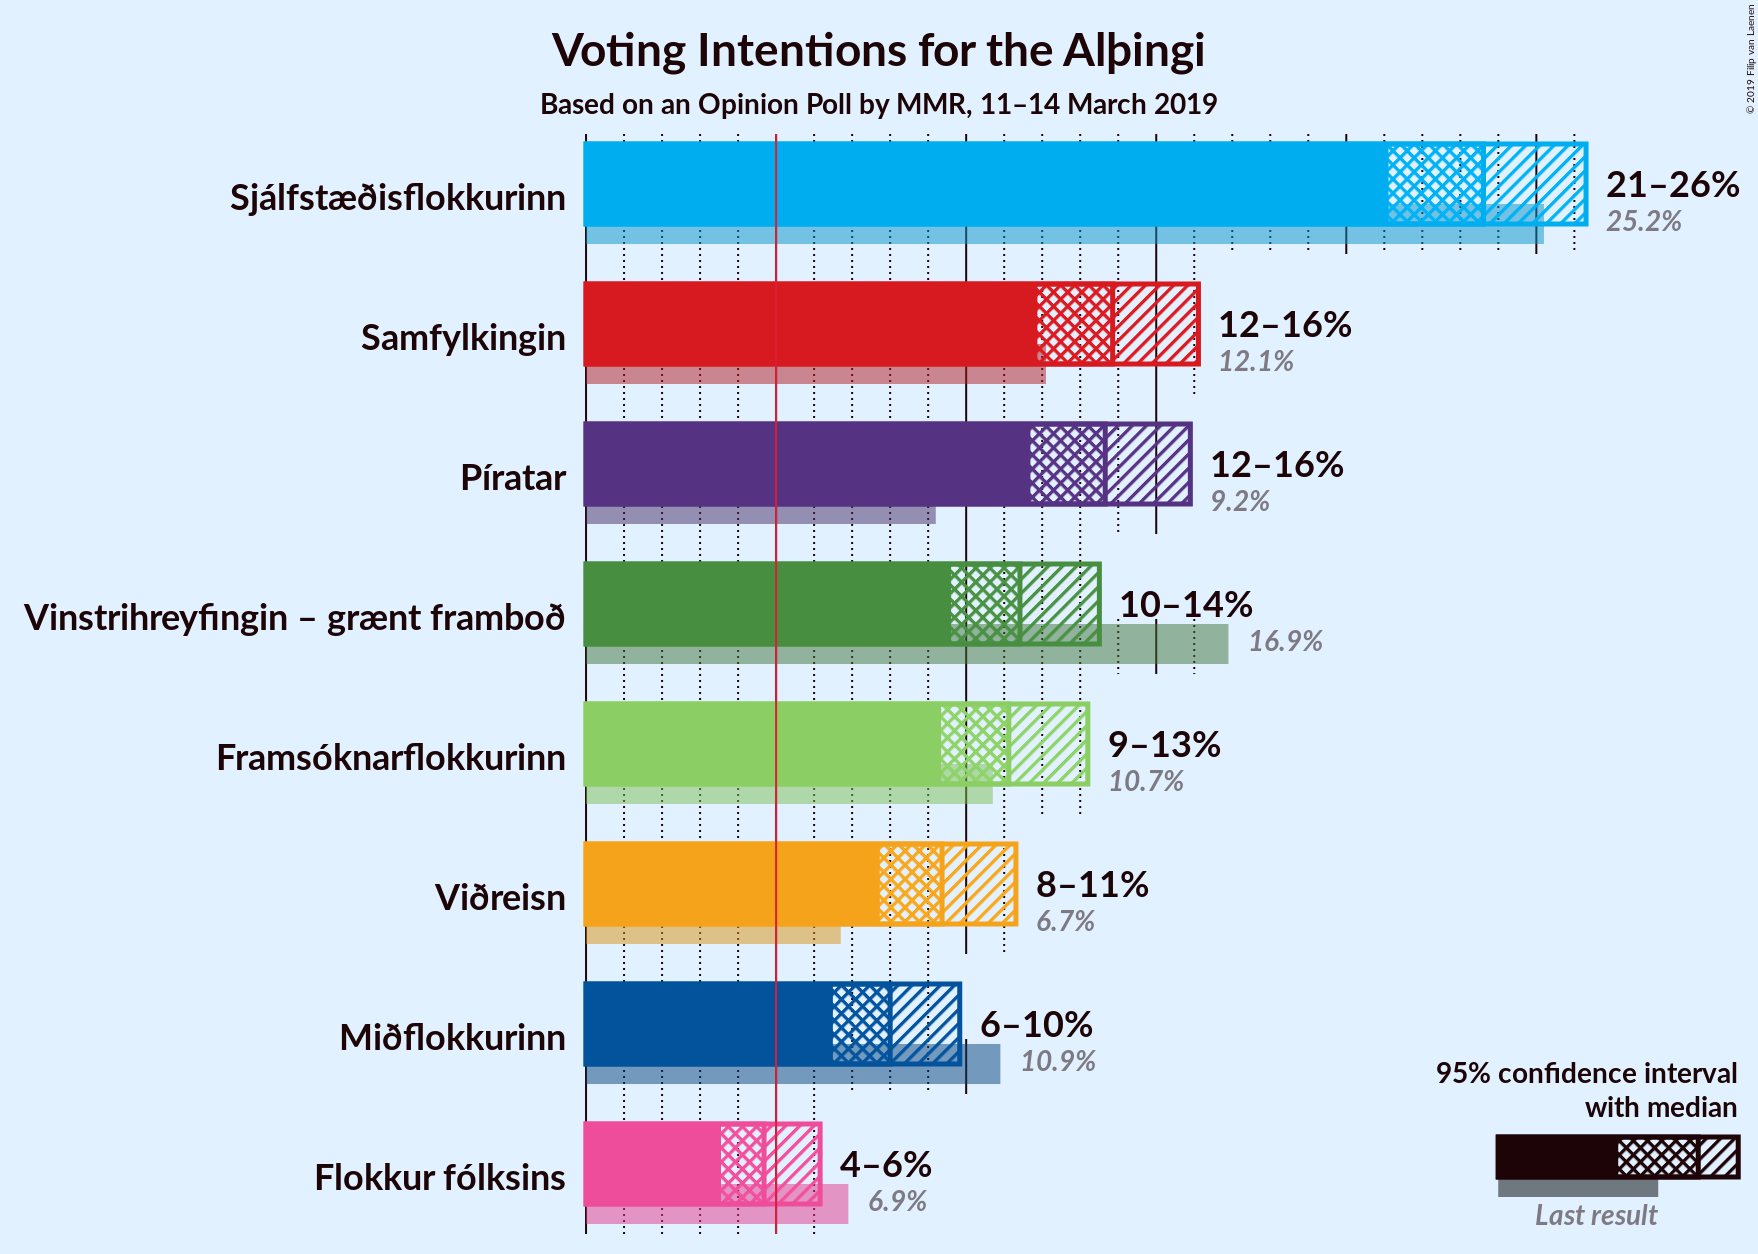 Voting Intentions for the Alþingi
Based on an Opinion Poll by MMR, 11–14 March 2019
© 2019 Filip van Laenen
Sjálfstæðisflokkurinn
21–26%
25.2%
Samfylkingin
12–16%
12.1%
Píratar
12–16%
9.2%
Vinstrihreyfingin – grænt framboð
10–14%
16.9%
Framsóknarflokkurinn
9–13%
10.7%
Viðreisn
8–11%
6.7%
Miðflokkurinn
6–10%
10.9%
Flokkur fólksins
4–6%
6.9%
95% confidence interval
with median
Last result